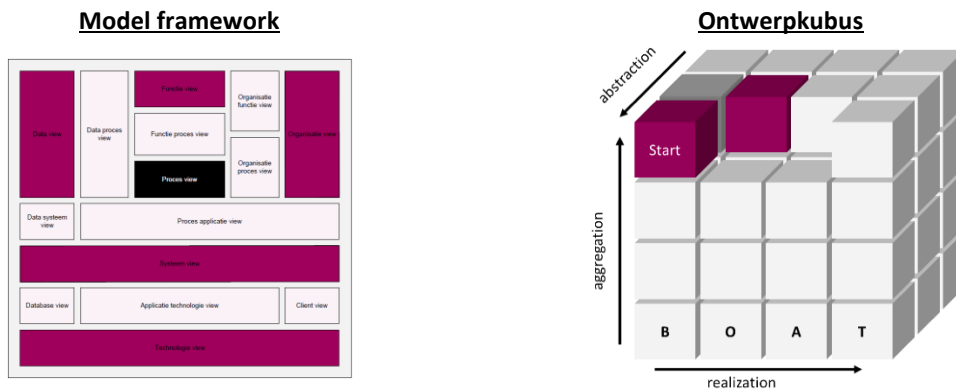 Model framework
Data view
Data proces
view
Functie view
Functie proces view
Proces view
Organisatie
functie view
Organisatie
proces view
Organisatie view
Data systeem
view
Proces applicatie view
Systeem view
Database view
Applicatie technologie view
Client view
Technologie view
Ontwerpkubus
abstraction
Start
aggregation
B O A T
realization